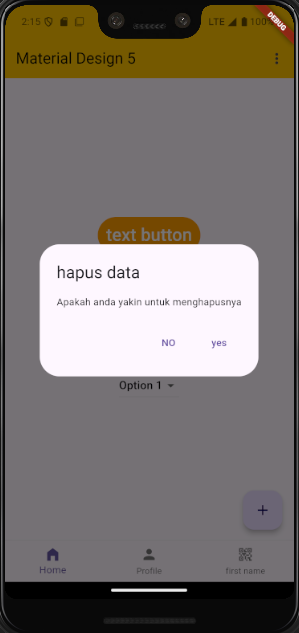 2:15
LTE 100%
DEBUG
Material Design 5
text button
hapus data
Apakah anda yakin untuk menghapusnya
NO yes
Option 1
+
Home Profile first name